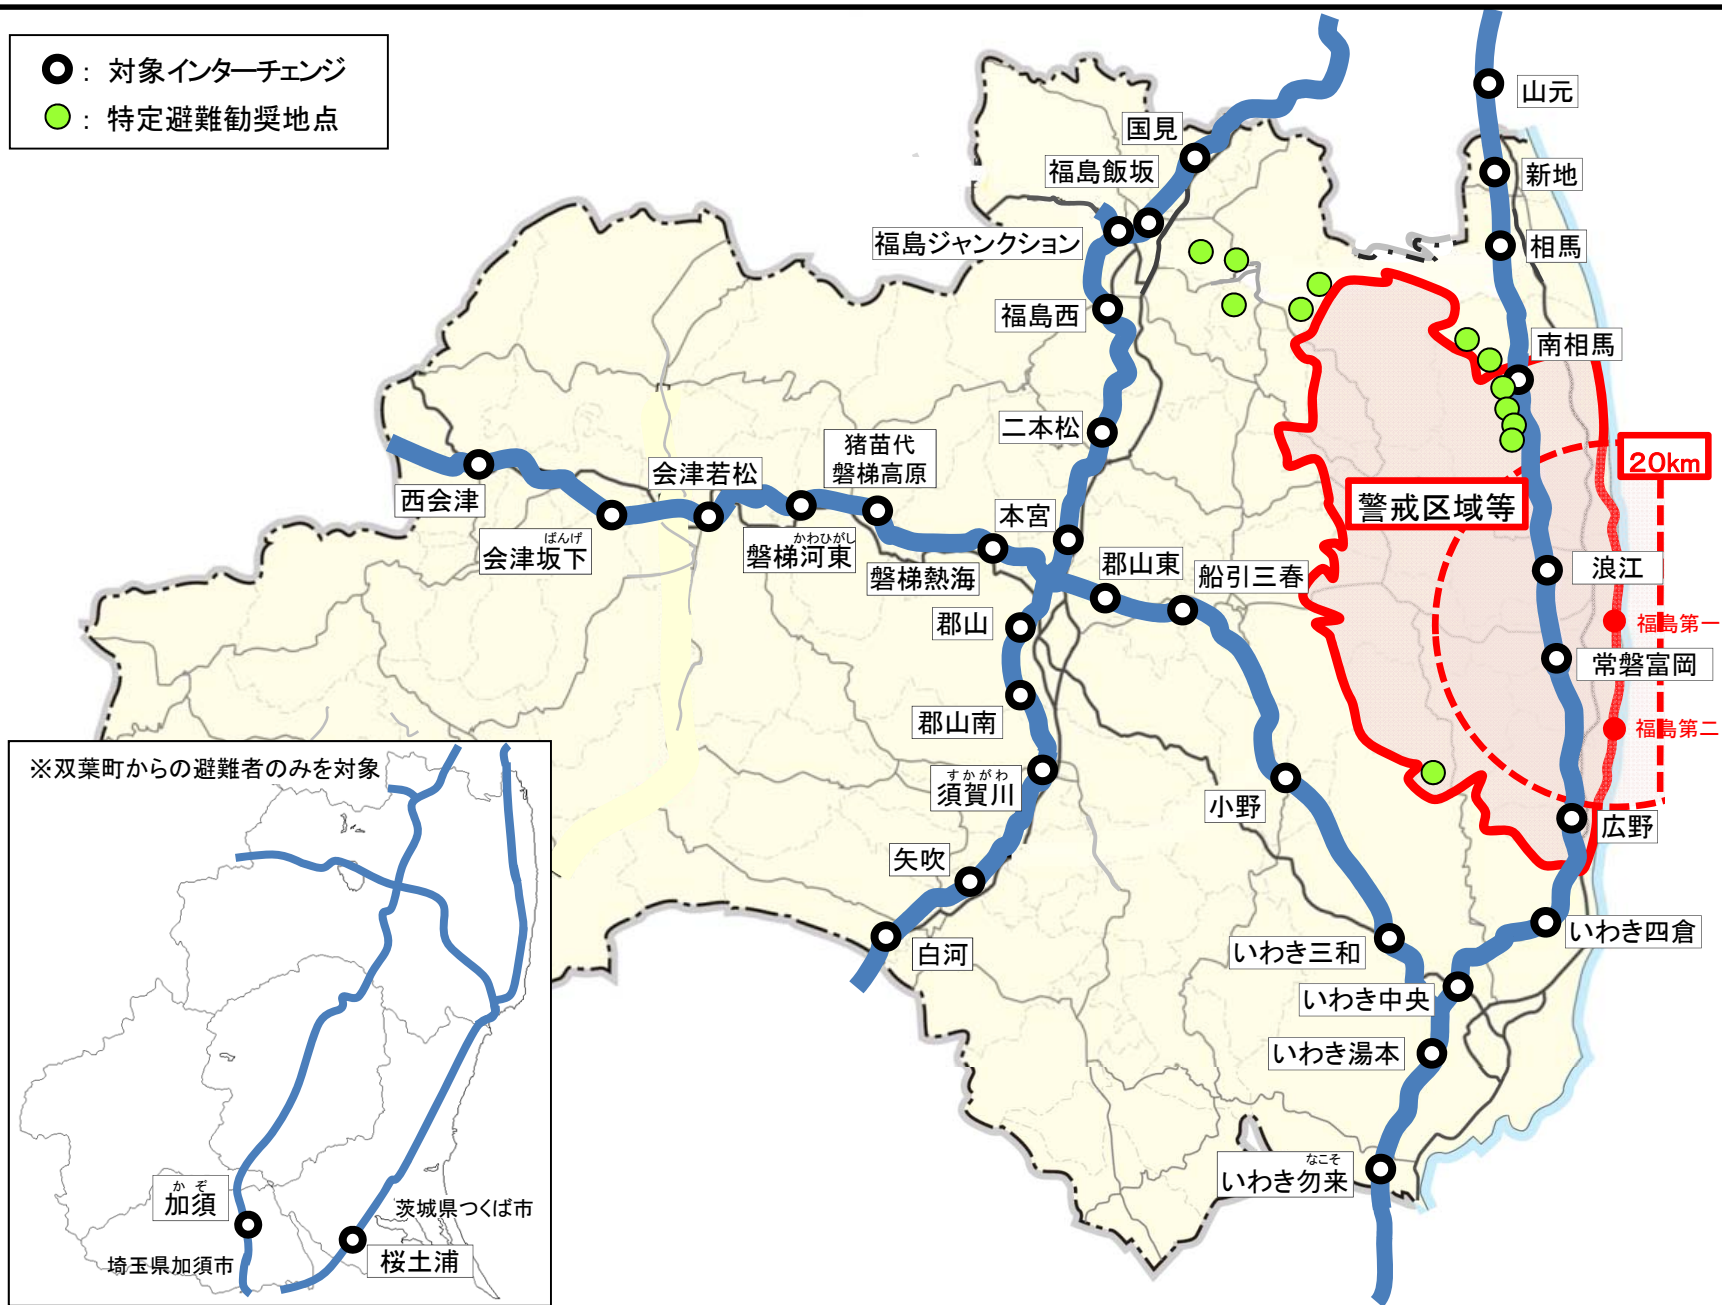 ：対象インターチェンジ
：特定避難勧奨地点
山元
国見
新地
福島飯坂
福島ジャンクション
相馬
福島西
南相馬
二本松
20km
猪苗代
磐梯高原
会津若松
西会津
警戒区域等
本宮
ばんげ
会津坂下
かわひがし
磐梯河東
磐梯熱海
郡山東
船引三春
浪江
郡山
福島第一
常磐富岡
郡山南
福島第二
※双葉町からの避難者のみを対象
すかがわ
須賀川
小野
広野
矢吹
白河
いわき三和
いわき四倉
いわき中央
いわき湯本
なこそ
いわき勿来
かぞ
加須
茨城県つくば市
埼玉県加須市
桜土浦